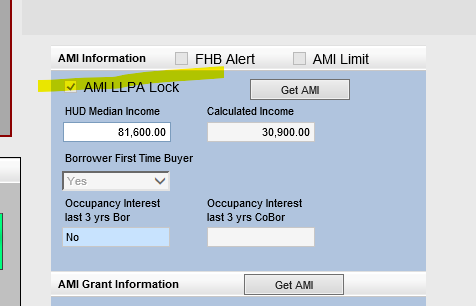 AMI Information FHB Alert AMI Limit
AMI LLPA Lock Get AMI
HUD Median Income Calculated Income
81,600.00 30,900.00
Borrower First Time Buyer
Yes
Occupancy Interest Occupancy Interest
last 3 yrs Bor last 3 yrs CoBor
No
AMI Grant Information Get AMI